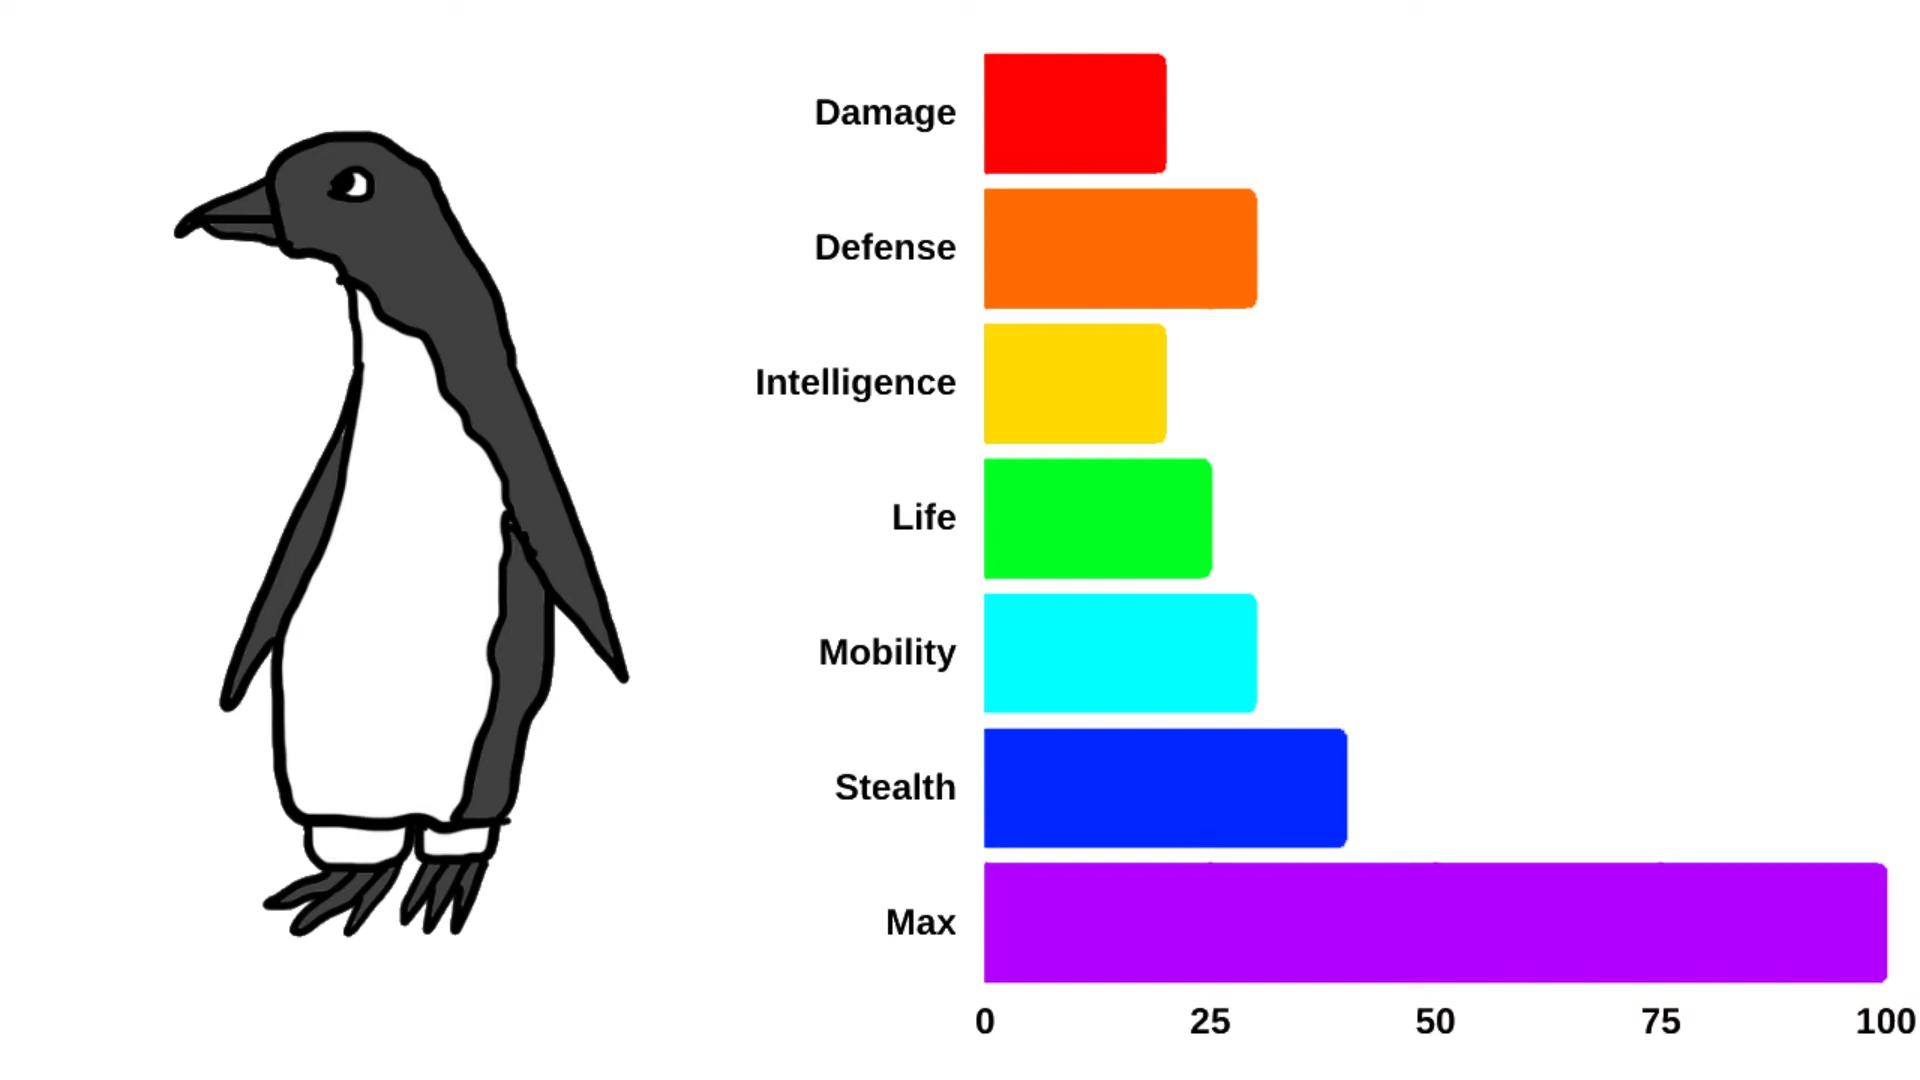 Damage
Defense
Intelligence
Life
Mobility
Stealth
Max
0 25 50 75 100